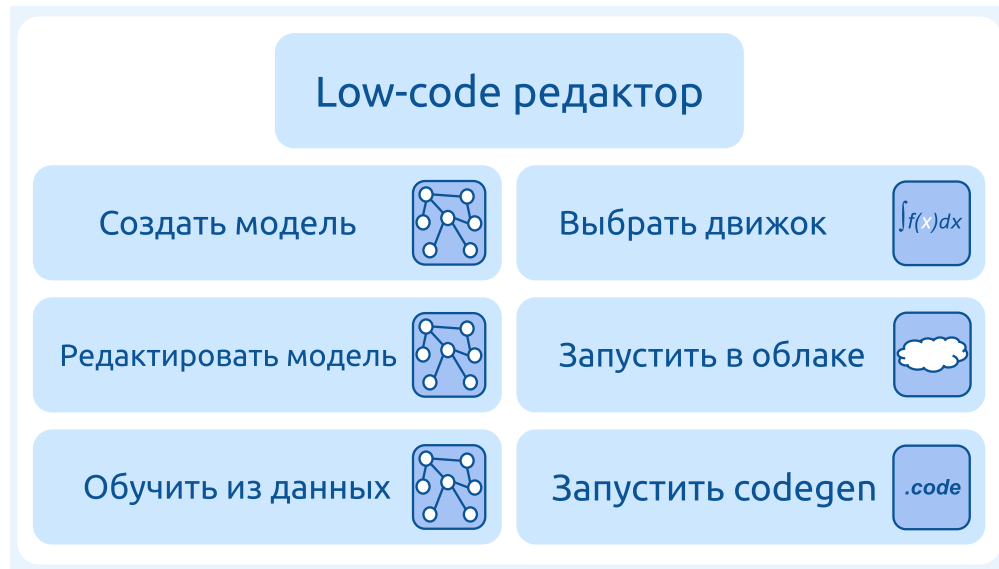 Low-code редактор
Создать модель
Выбрать движок
∫f(x)dx
Редактировать модель
Запустить в облаке
Обучить из данных
Запустить codegen
.code